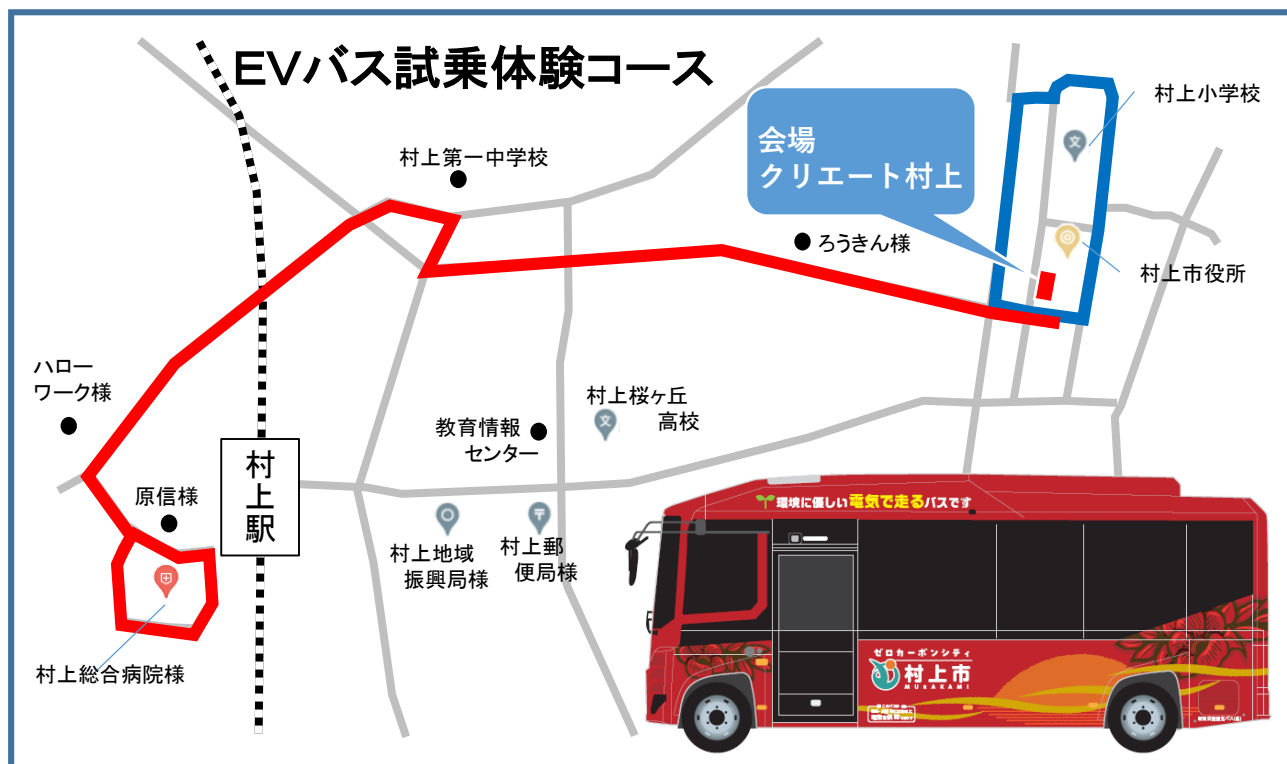 EVバス試乗体験コース
村上小学校
会場
クリエート村上
村上第一中学校
ろうきん様
村上市役所
ハロー
ワーク様
村上桜ヶ丘
高校
教育情報
センター
村上駅
原信様
村上地域
振興局様
村上郵
便局様
村上総合病院様
環境に優しい電気で走るバスです
ゼロカーボンシティ
村上市
MURAKAMI